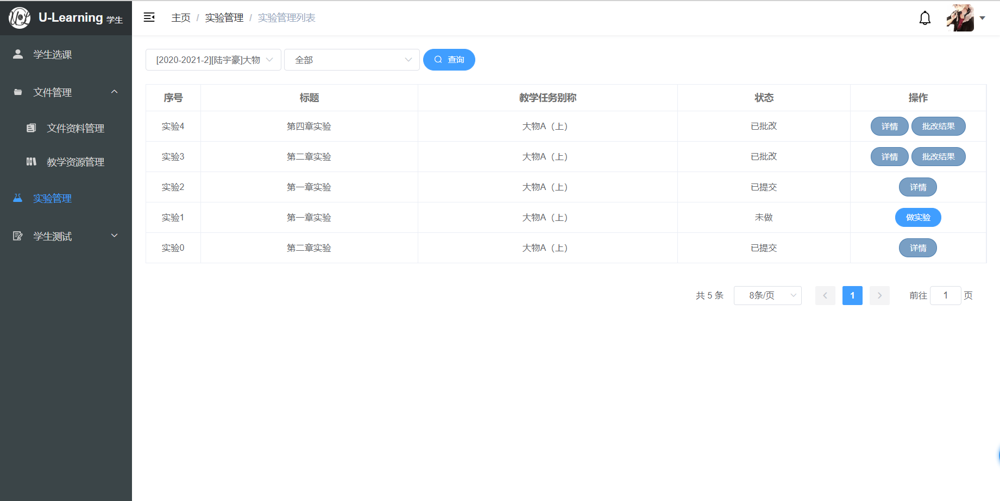 U-Learning 学生
主页 / 实验管理 / 实验管理列表
学生选课
文件管理
文件资料管理
教学资源管理
实验管理
学生测试
[2020-2021-2][陆宇豪]大物 全部 查询
序号 标题 教学任务别称 状态 操作
实验4 第四章实验 大物A（上） 已批改 详情 批改结果
实验3 第二章实验 大物A（上） 已批改 详情 批改结果
实验2 第一章实验 大物A（上） 已提交 详情
实验1 第一章实验 大物A（上） 未做 做实验
实验0 第二章实验 大物A（上） 已提交 详情
共 5 条 8条/页 1 前往 1 页